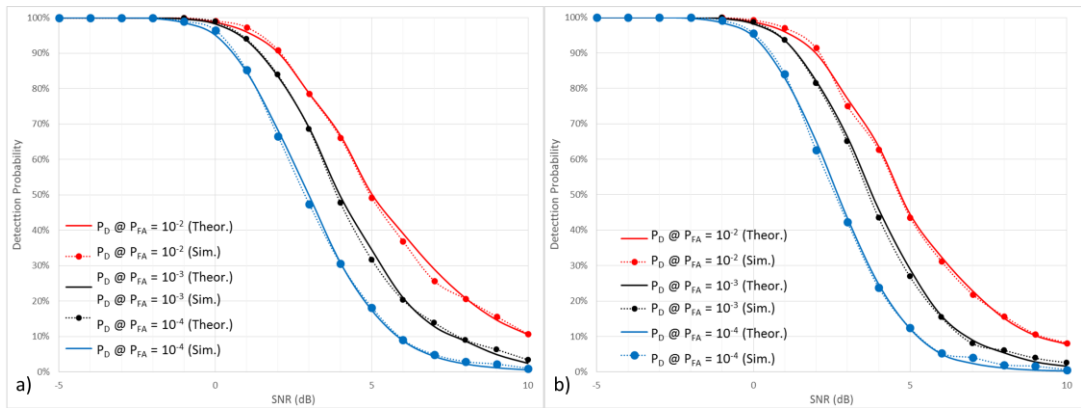 100%
90%
80%
70%
60%
50%
40%
30%
20%
10%
0%
Detecttion Probability
P_D @ P_FA = 10^-2 (Theor.)
P_D @ P_FA = 10^-2 (Sim.)
P_D @ P_FA = 10^-3 (Theor.)
P_D @ P_FA = 10^-3 (Sim.)
P_D @ P_FA = 10^-4 (Theor.)
P_D @ P_FA = 10^-4 (Sim.)
a)
-5 0 5 10
SNR (dB)
100%
90%
80%
70%
60%
50%
40%
30%
20%
10%
0%
Detecttion Probability
P_D @ P_FA = 10^-2 (Theor.)
P_D @ P_FA = 10^-2 (Sim.)
P_D @ P_FA = 10^-3 (Theor.)
P_D @ P_FA = 10^-3 (Sim.)
P_D @ P_FA = 10^-4 (Theor.)
P_D @ P_FA = 10^-4 (Sim.)
b)
-5 0 5 10
SNR (dB)